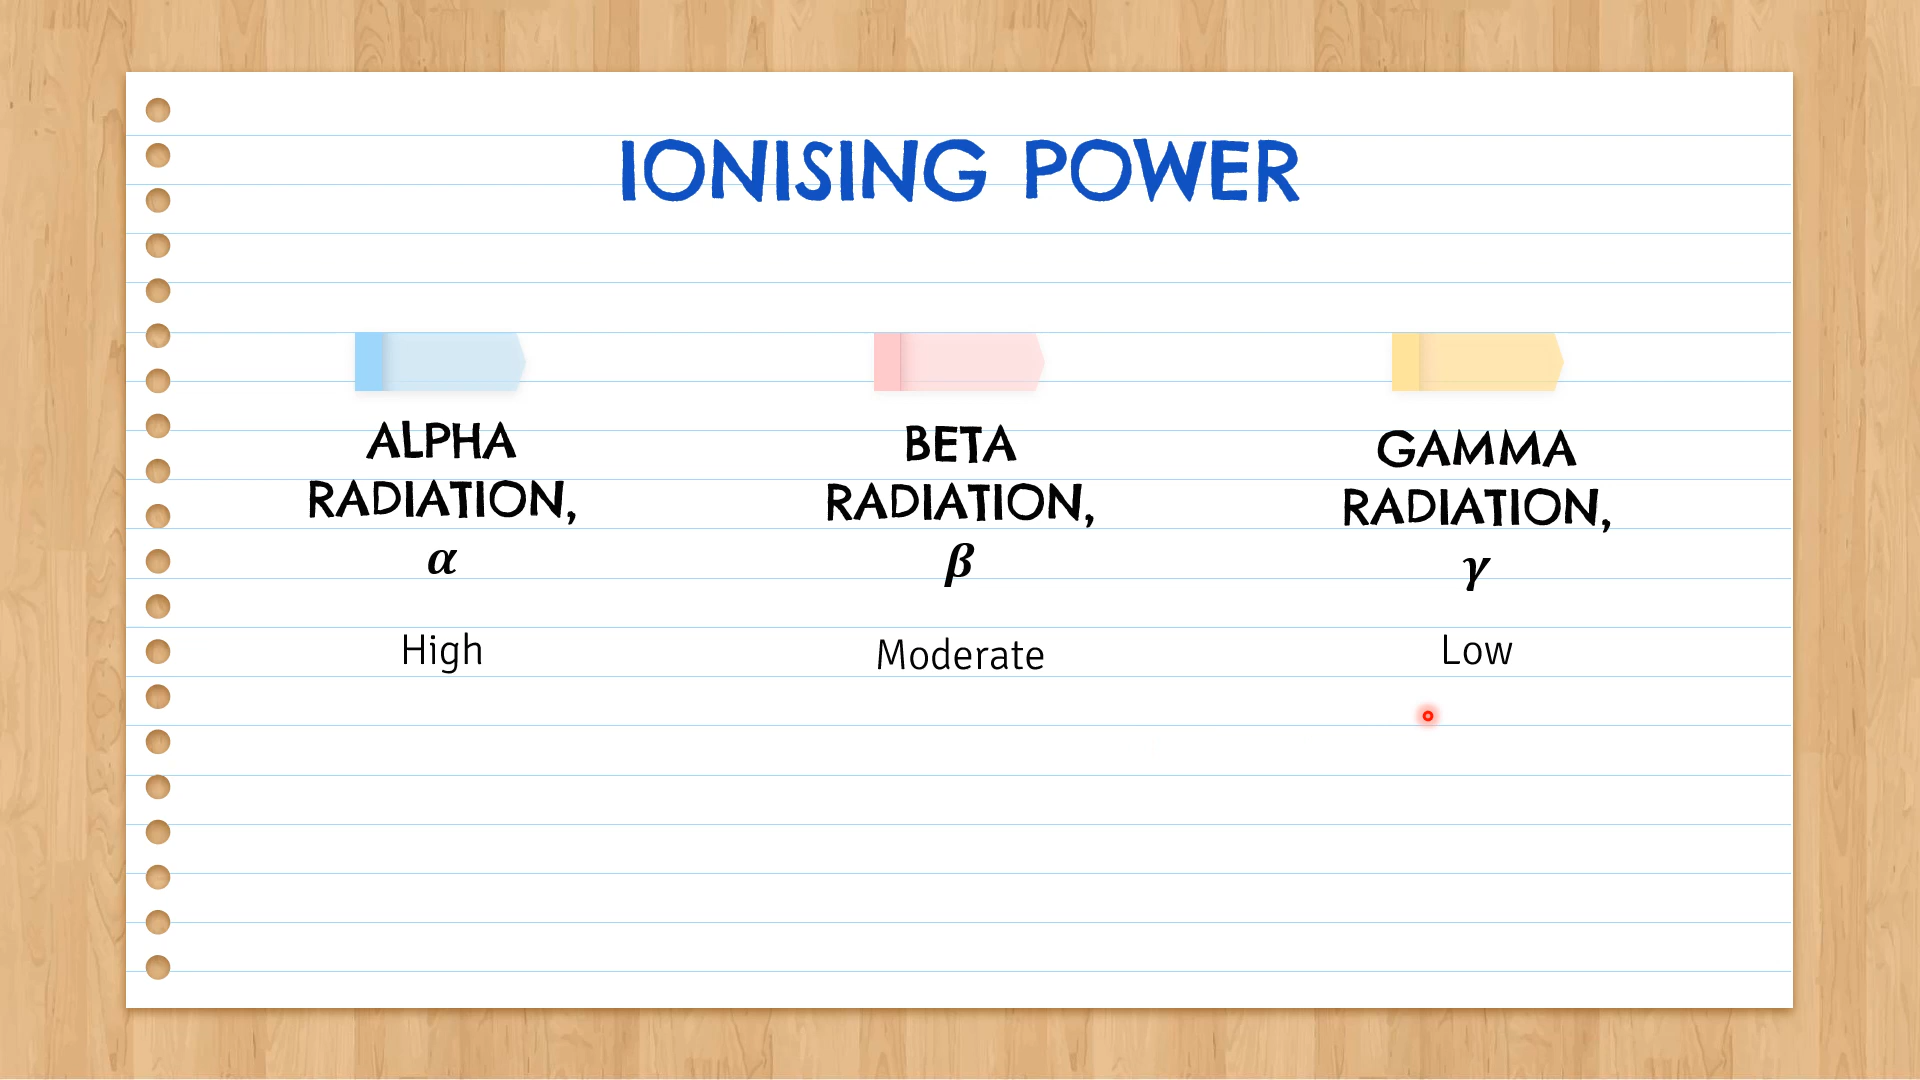 IONISING POWER
ALPHA
RADIATION,
α
High
BETA
RADIATION,
β
Moderate
GAMMA
RADIATION,
γ
Low